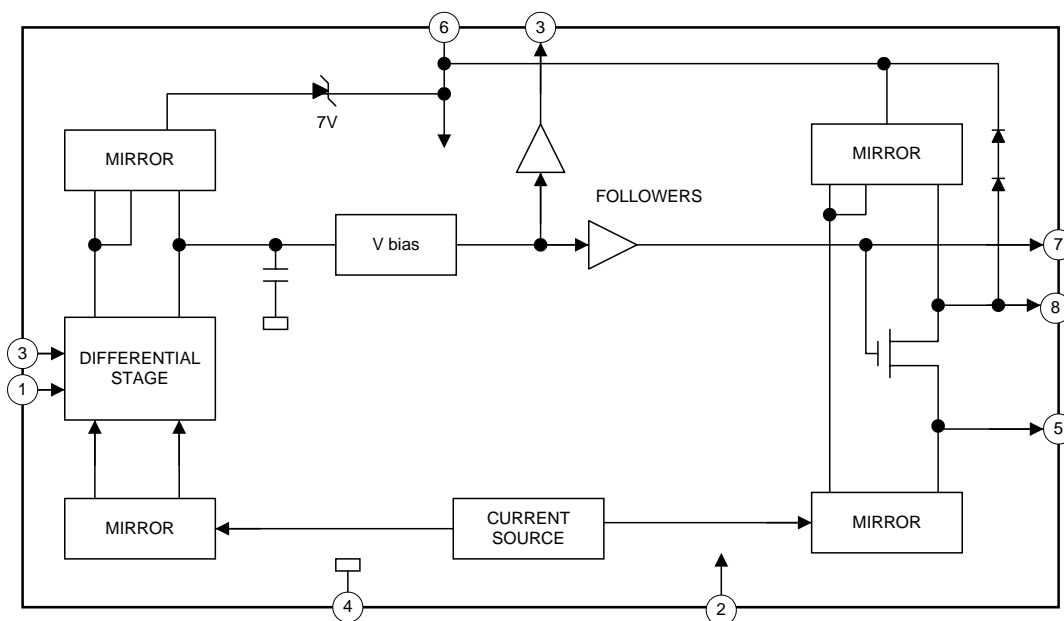 6
3
7V
MIRROR
MIRROR
FOLLOWERS
V bias
7
8
3
1
DIFFERENTIAL
STAGE
5
MIRROR
CURRENT
SOURCE
MIRROR
4
2